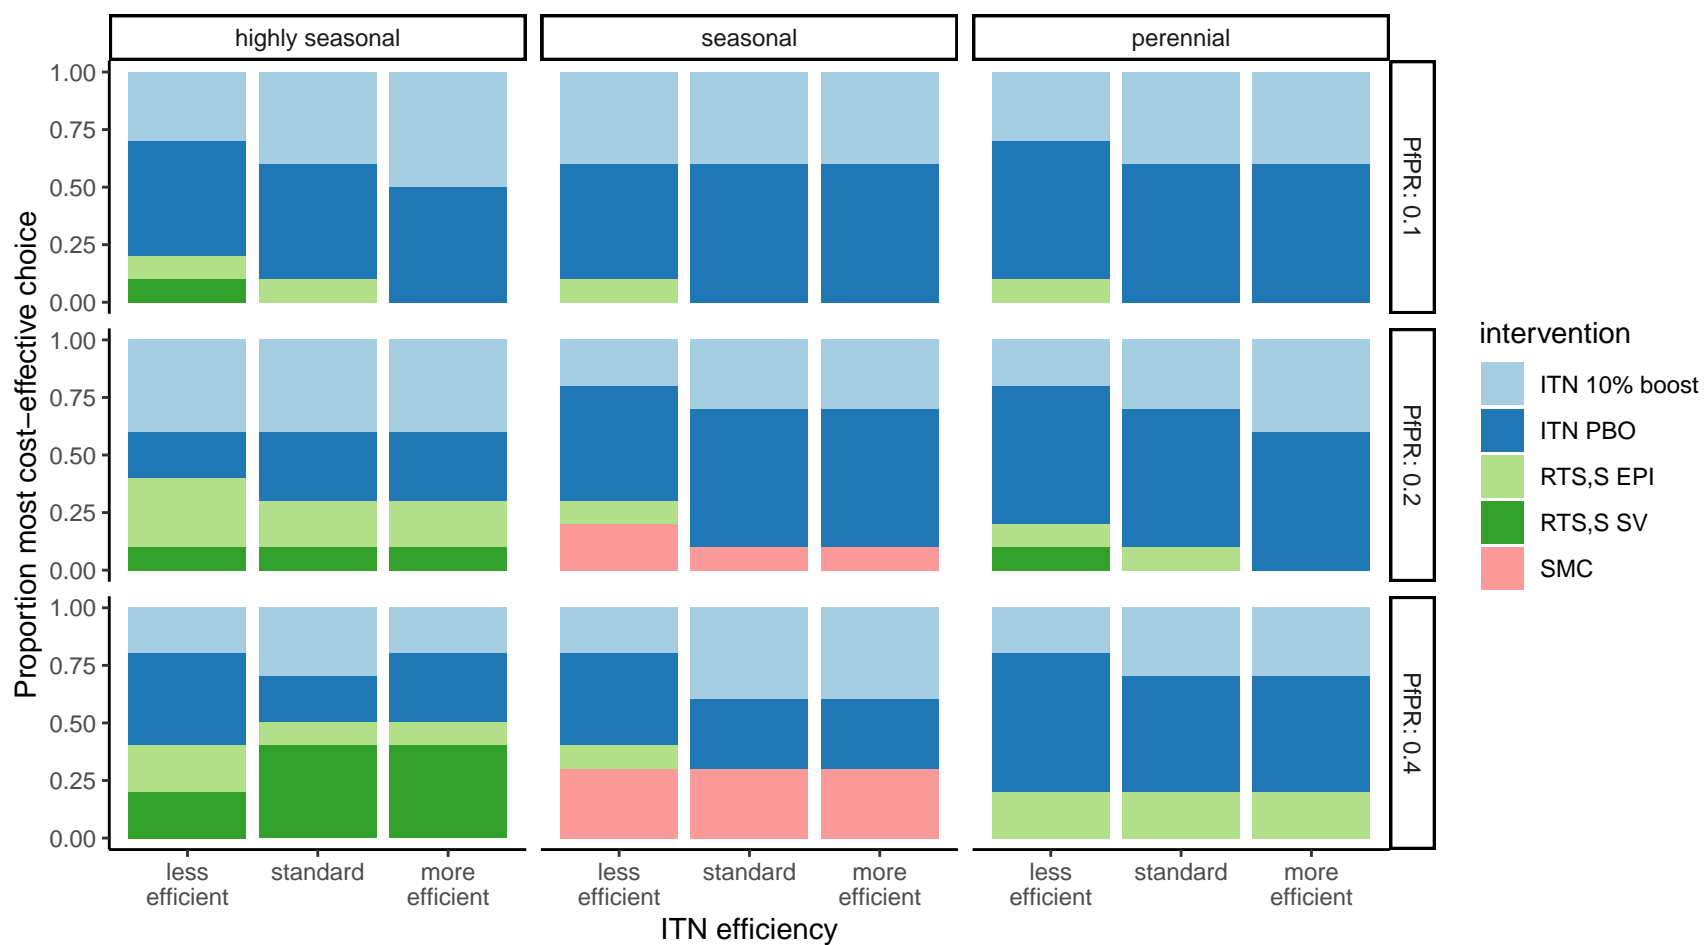 highly seasonal
seasonal
perennial
Proportion most cost−effective choice
1.00
0.75
0.50
0.25
0.00
PfPR: 0.1
1.00
0.75
0.50
0.25
0.00
PfPR: 0.2
1.00
0.75
0.50
0.25
0.00
PfPR: 0.4
less
efficient
standard
more
efficient
less
efficient
standard
more
efficient
less
efficient
standard
more
efficient
ITN efficiency
intervention
ITN 10% boost
ITN PBO
RTS,S EPI
RTS,S SV
SMC